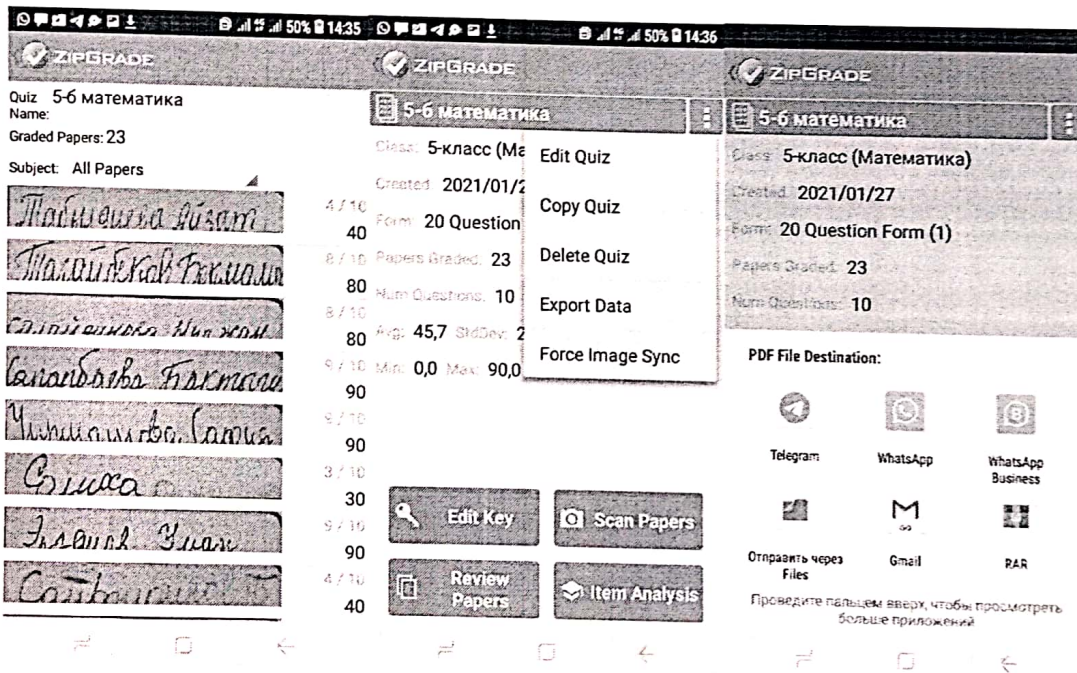 50% 14:35
ZIPGRADE
Quiz Name: 5-6 математика
Graded Papers: 23
Subject: All Papers
4 / 10
40
8 / 10
80
8 / 10
80
9 / 10
90
9 / 10
90
3 / 10
30
9 / 10
90
4 / 10
40
50% 14:36
ZIPGRADE
5-6 математика
Class: 5-класс (Ма
Created: 2021/01/2
Form: 20 Question
Papers Graded: 23
Num Questions: 10
Avg: 45,7 StdDev: 2
Min: 0,0 Max: 90,0
Edit Quiz
Copy Quiz
Delete Quiz
Export Data
Force Image Sync
Edit Key
Scan Papers
Review Papers
Item Analysis
ZIPGRADE
5-6 математика
Class: 5-класс (Математика)
Created: 2021/01/27
Form: 20 Question Form (1)
Papers Graded: 23
Num Questions: 10
PDF File Destination:
Telegram
WhatsApp
WhatsApp Business
Отправить через Files
Gmail
RAR
Проведите пальцем вверх, чтобы просмотреть
больше приложений